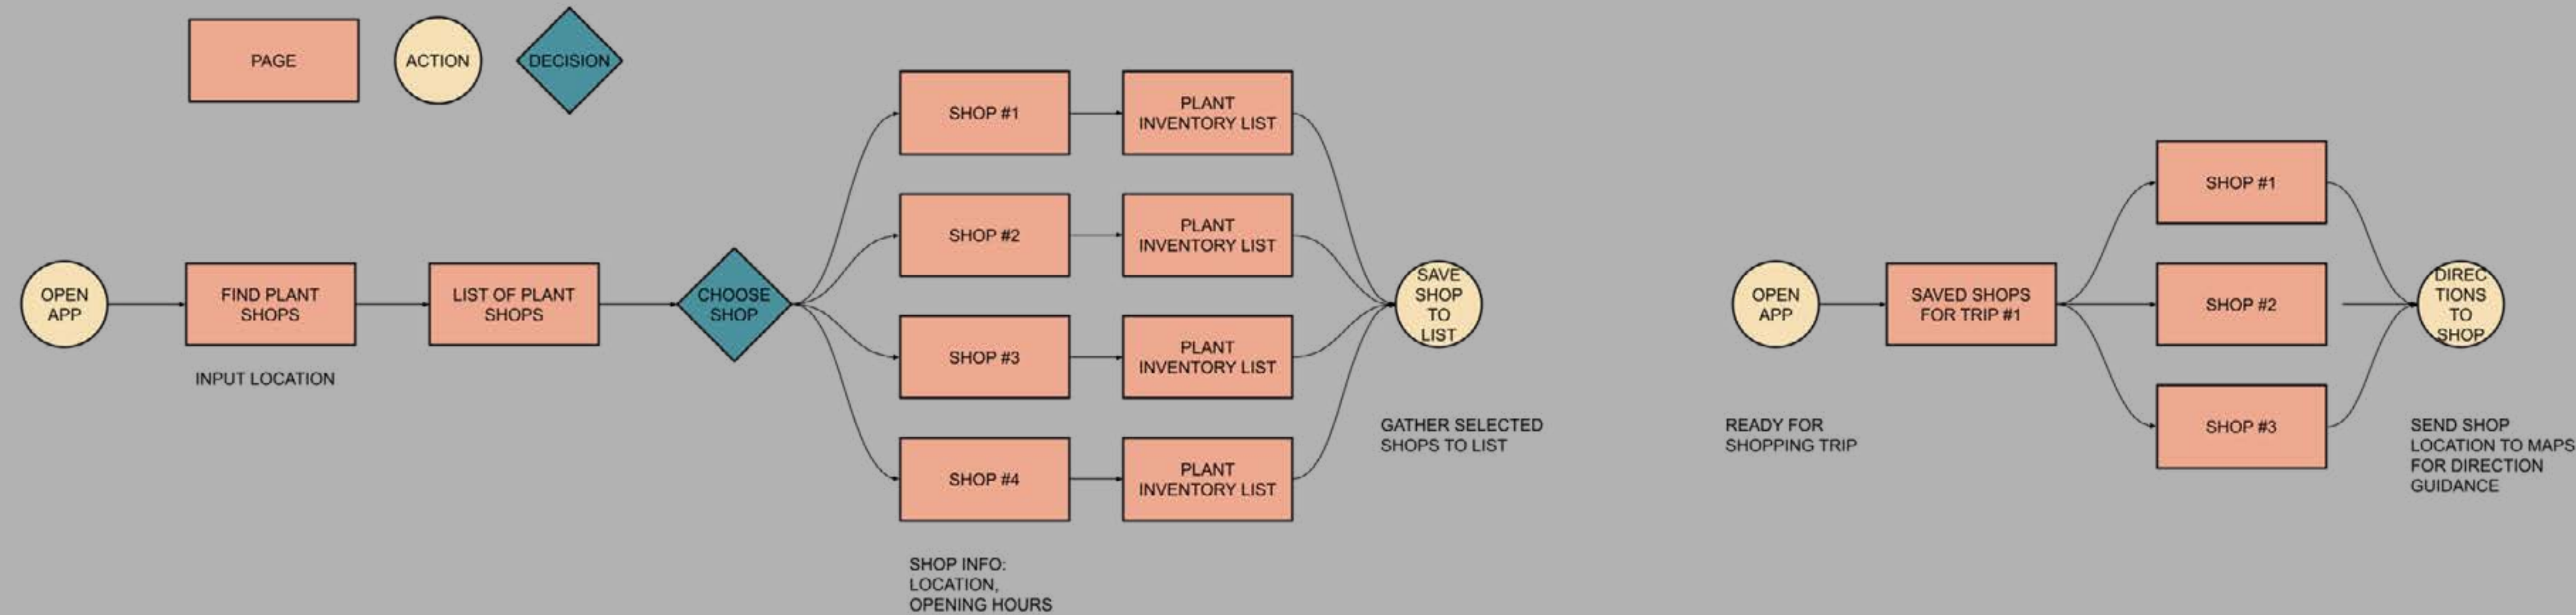 PAGE
ACTION
DECISION
OPEN
APP
FIND PLANT
SHOPS
INPUT LOCATION
LIST OF PLANT
SHOPS
CHOOSE
SHOP
SHOP #1
PLANT
INVENTORY LIST
SHOP #2
PLANT
INVENTORY LIST
SHOP #3
PLANT
INVENTORY LIST
SHOP #4
PLANT
INVENTORY LIST
SHOP INFO:
LOCATION,
OPENING HOURS
SAVE
SHOP
TO
LIST
GATHER SELECTED
SHOPS TO LIST
OPEN
APP
READY FOR
SHOPPING TRIP
SAVED SHOPS
FOR TRIP #1
SHOP #1
SHOP #2
SHOP #3
DIREC
TIONS
TO
SHOP
SEND SHOP
LOCATION TO MAPS
FOR DIRECTION
GUIDANCE